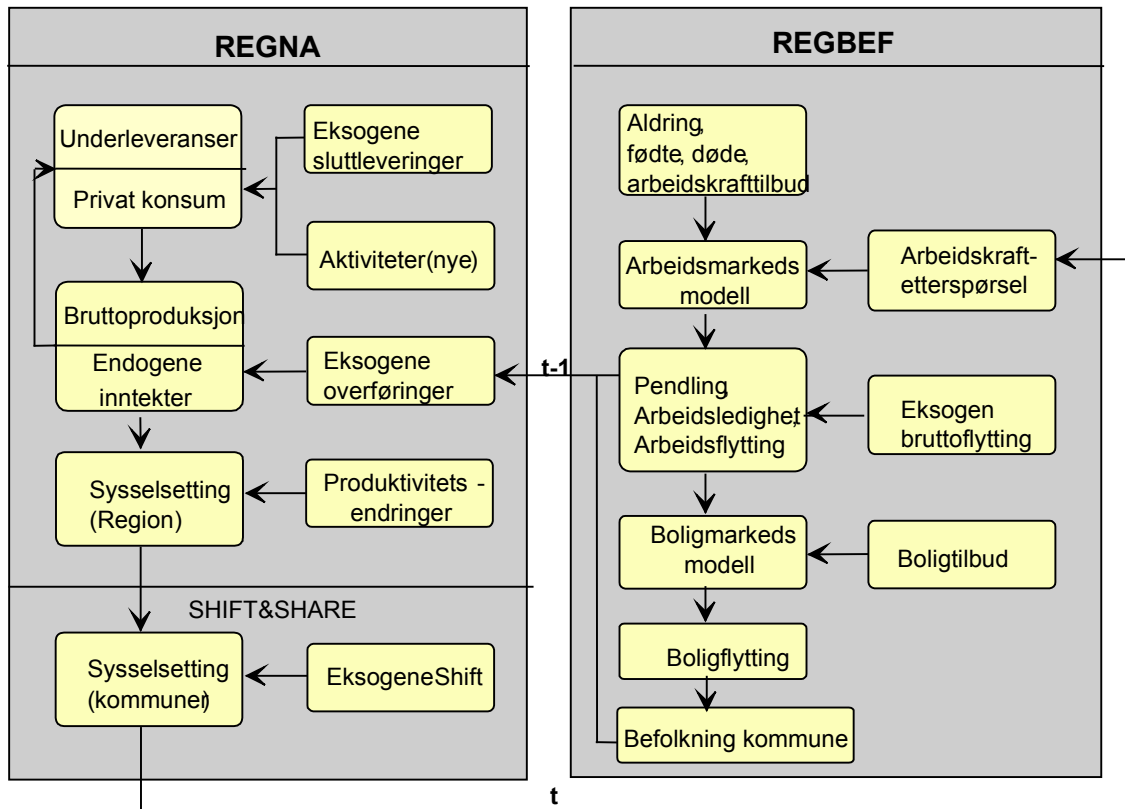 REGNA
Underleveranser
Privat konsum
Eksogene
sluttleveringer
Aktiviteter(nye)
Bruttoproduksjon
Endogene
inntekter
Eksogene
overføringer
Sysselsetting
(Region)
Produktivitets -
endringer
SHIFT&SHARE
Sysselsetting
(kommuner)
EksogeneShift
t-1
REGBEF
Aldring,
fødte, døde,
arbeidskrafttilbud
Arbeidsmarkeds
modell
Arbeidskraft-
etterspørsel
Pendling,
Arbeidsledighet,
Arbeidsflytting
Eksogen
bruttoflytting
Boligmarkeds
modell
Boligtilbud
Boligflytting
Befolkning kommune
t